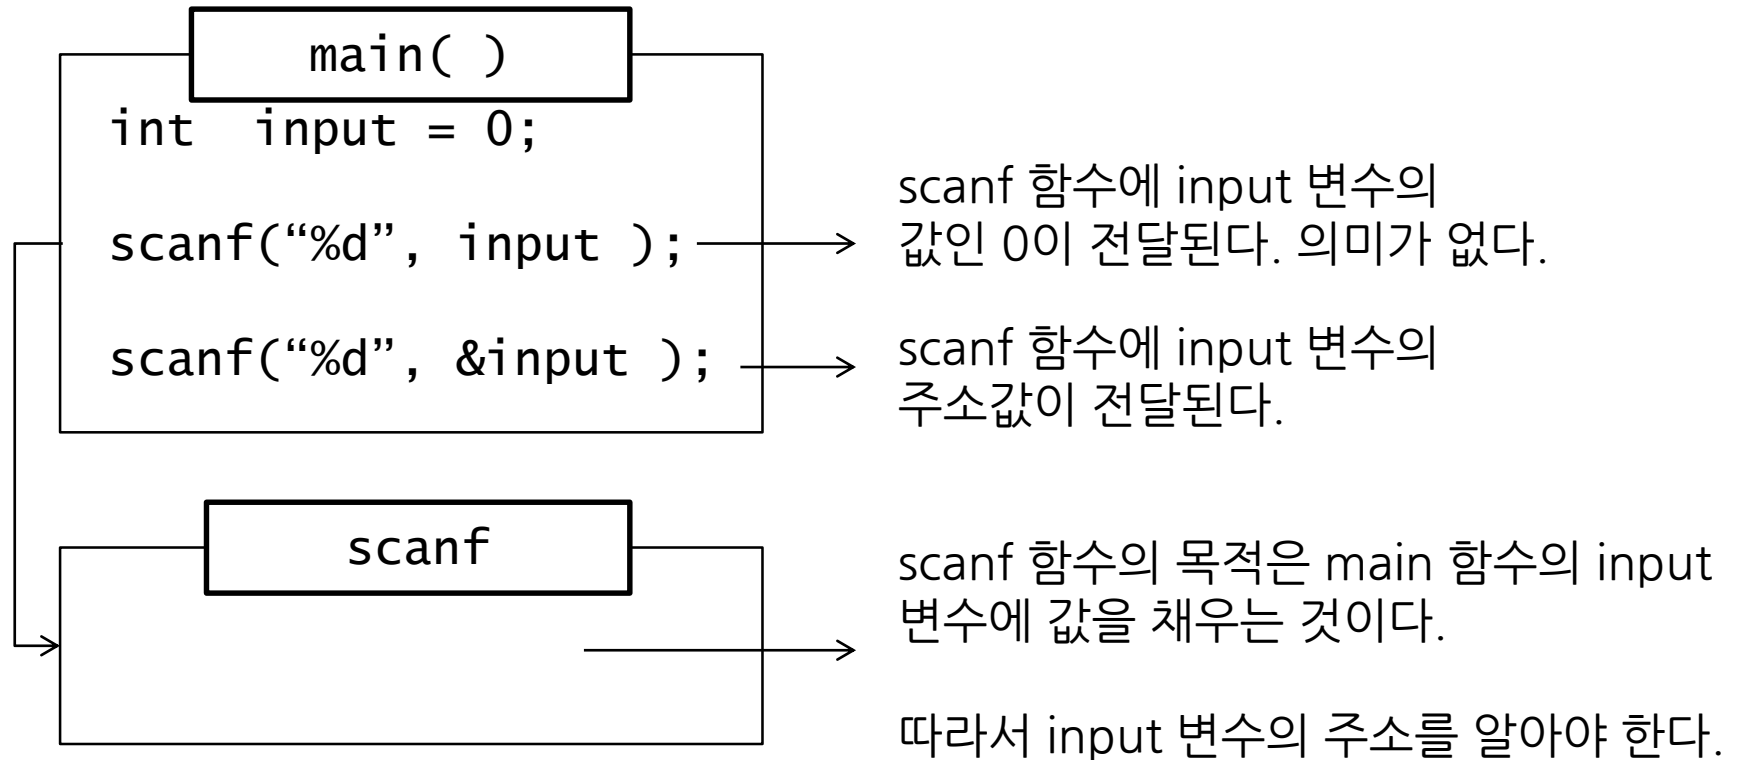 main( )
int  input = 0;
scanf(“%d”, input );
scanf(“%d”, &input );
scanf 함수에 input 변수의
값인 0이 전달된다. 의미가 없다.
scanf 함수에 input 변수의
주소값이 전달된다.
scanf
scanf 함수의 목적은 main 함수의 input
변수에 값을 채우는 것이다.
따라서 input 변수의 주소를 알아야 한다.